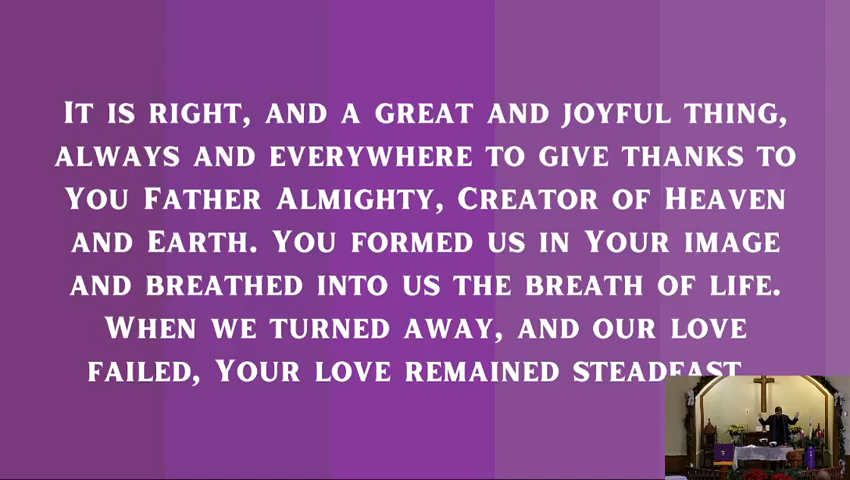 It is right, and a great and joyful thing,
always and everywhere to give thanks to
You Father Almighty, Creator of Heaven
and Earth. You formed us in Your image
and breathed into us the breath of life.
When we turned away, and our love
failed, Your love remained steadfast